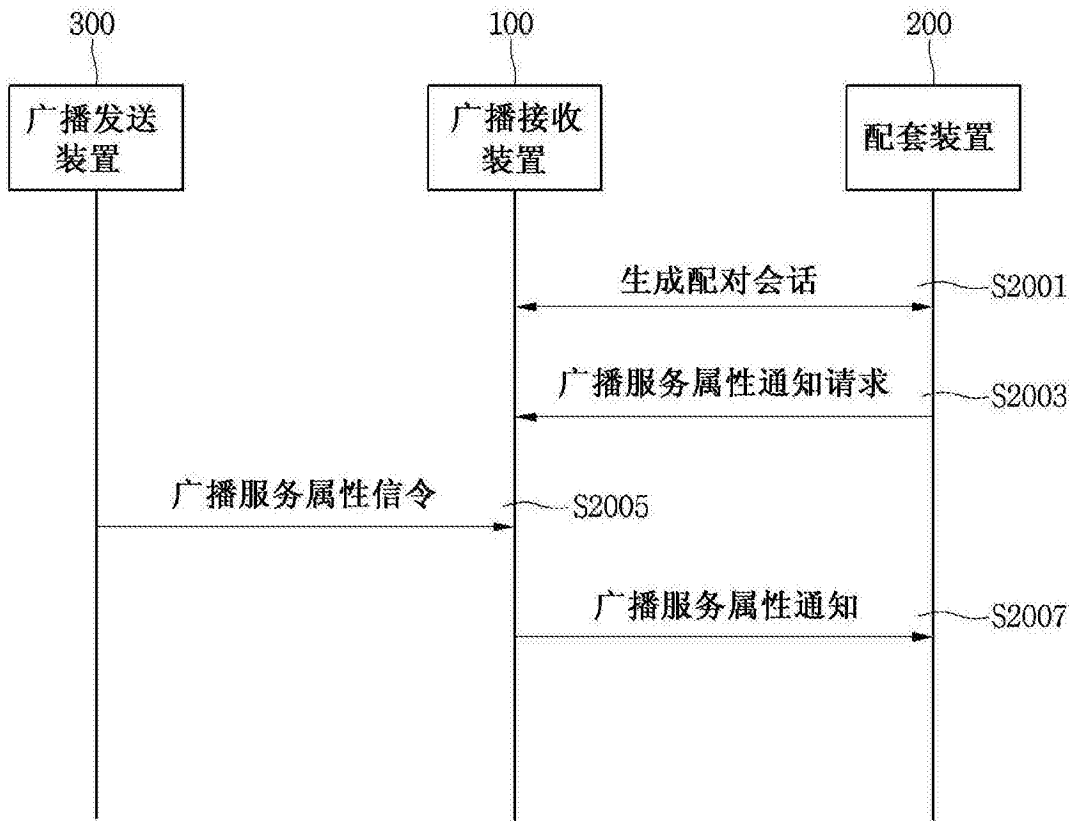 300
100
200
广播发送
装置
广播接收
装置
配套装置
生成配对会话
S2001
广播服务属性通知请求
S2003
广播服务属性信令
S2005
广播服务属性通知
S2007